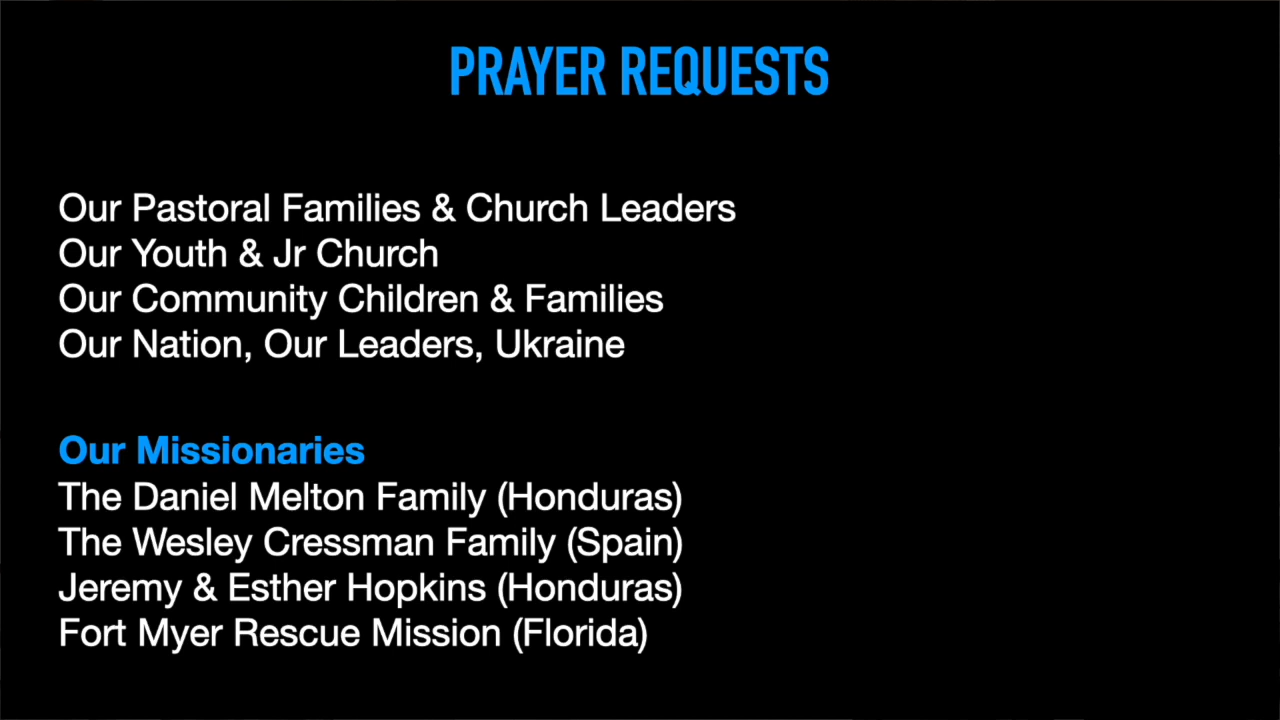 PRAYER REQUESTS
Our Pastoral Families & Church Leaders
Our Youth & Jr Church
Our Community Children & Families
Our Nation, Our Leaders, Ukraine
Our Missionaries
The Daniel Melton Family (Honduras)
The Wesley Cressman Family (Spain)
Jeremy & Esther Hopkins (Honduras)
Fort Myer Rescue Mission (Florida)